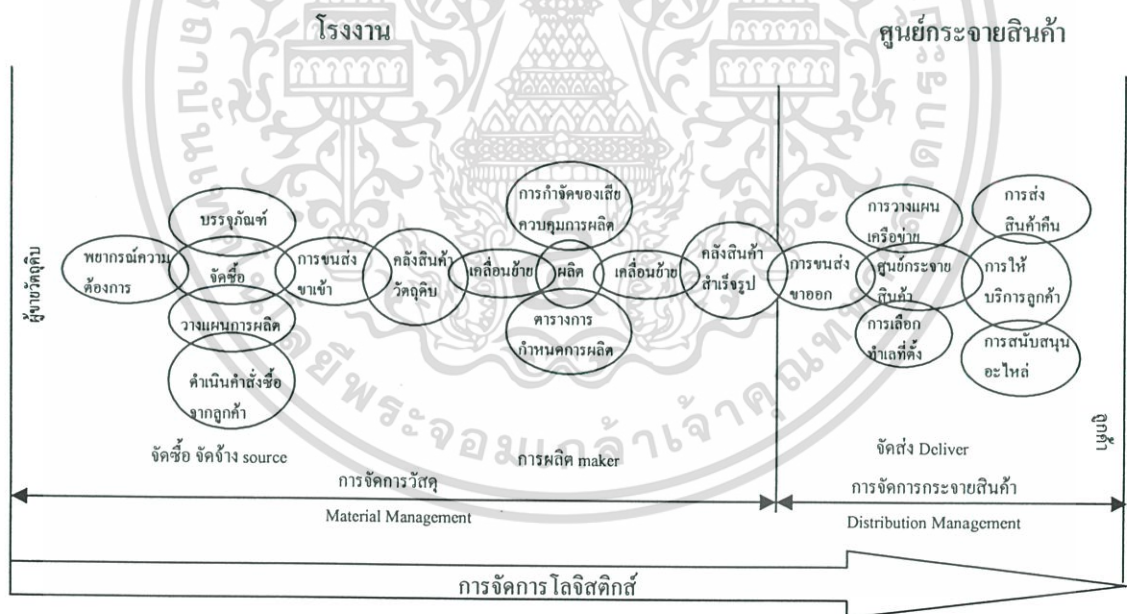 โรงงาน
ศูนย์กระจายสินค้า
ผู้ขายวัตถุดิบ
พยากรณ์ความ
ต้องการ
บรรจุภัณฑ์
จัดซื้อ
วางแผนการผลิต
ดำเนินคำสั่งซื้อ
จากลูกค้า
การขนส่ง
ขาเข้า
คลังสินค้า
วัตถุดิบ
เคลื่อนย้าย
การกำจัดของเสีย
ควบคุมการผลิต
ผลิต
ตารางการ
กำหนดการผลิต
เคลื่อนย้าย
คลังสินค้า
สำเร็จรูป
การขนส่ง
ขาออก
การวางแผน
เครือข่าย
ศูนย์กระจาย
สินค้า
การเลือก
ทำเลที่ตั้ง
การส่ง
สินค้าคืน
การให้
บริการลูกค้า
การสนับสนุน
อะไหล่
ลูกค้า
จัดซื้อ จัดจ้าง source
การผลิต maker
จัดส่ง Deliver
การจัดการวัสดุ
Material Management
การจัดการกระจายสินค้า
Distribution Management
การจัดการโลจิสติกส์